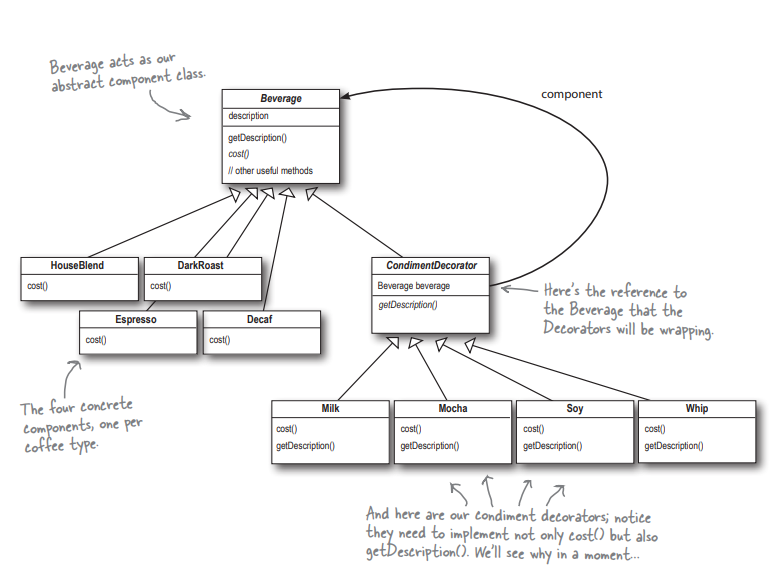 Beverage acts as our
abstract component class.
component
Beverage
description
getDescription()
cost()
// other useful methods
HouseBlend
cost()
DarkRoast
cost()
CondimentDecorator
Beverage beverage
getDescription()
Here's the reference to
the Beverage that the
Decorators will be wrapping.
Espresso
cost()
Decaf
cost()
The four concrete
components, one per
coffee type.
Milk
cost()
getDescription()
Mocha
cost()
getDescription()
Soy
cost()
getDescription()
Whip
cost()
getDescription()
And here are our condiment decorators; notice
they need to implement not only cost() but also
getDescription(). We'll see why in a moment...